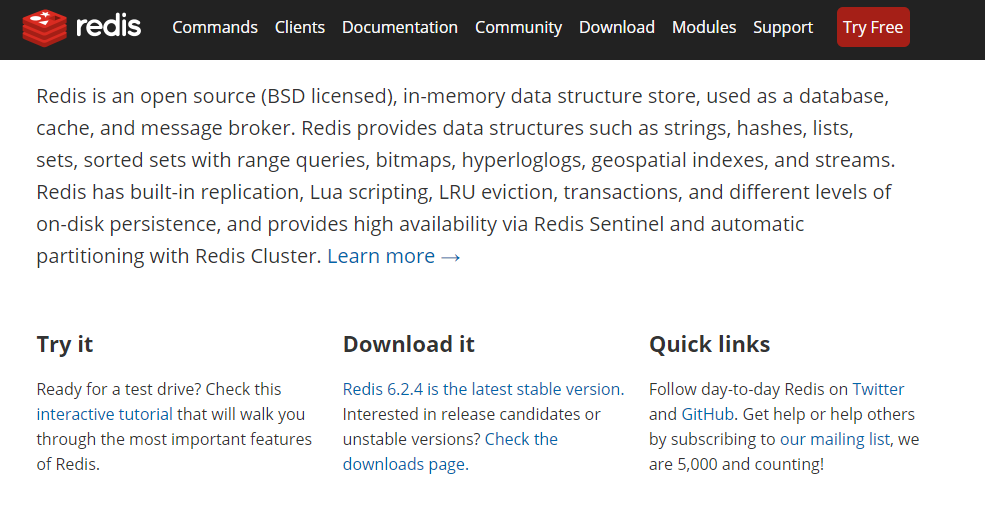 redis Commands Clients Documentation Community Download Modules Support Try Free
Redis is an open source (BSD licensed), in-memory data structure store, used as a database,
cache, and message broker. Redis provides data structures such as strings, hashes, lists,
sets, sorted sets with range queries, bitmaps, hyperloglogs, geospatial indexes, and streams.
Redis has built-in replication, Lua scripting, LRU eviction, transactions, and different levels of
on-disk persistence, and provides high availability via Redis Sentinel and automatic
partitioning with Redis Cluster. Learn more →
Try it
Ready for a test drive? Check this
interactive tutorial that will walk you
through the most important features
of Redis.
Download it
Redis 6.2.4 is the latest stable version.
Interested in release candidates or
unstable versions? Check the
downloads page.
Quick links
Follow day-to-day Redis on Twitter
and GitHub. Get help or help others
by subscribing to our mailing list, we
are 5,000 and counting!